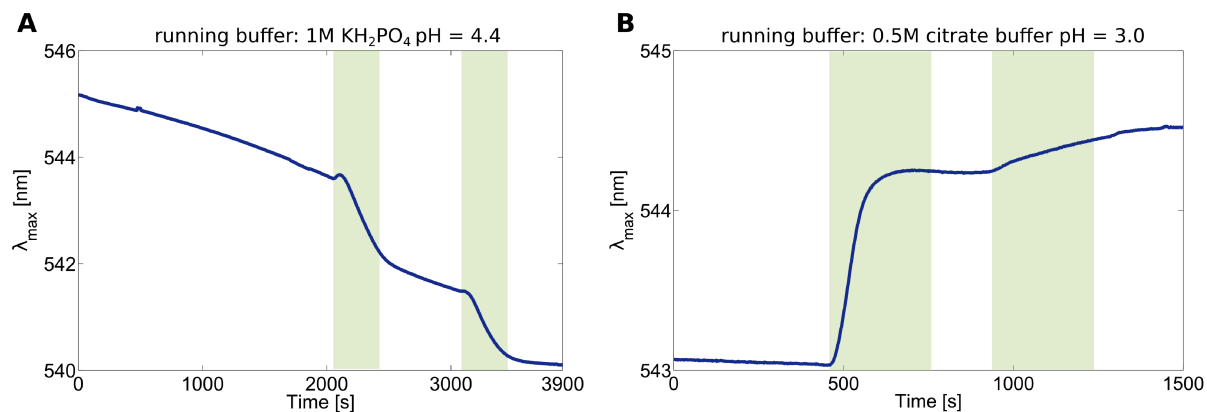 A
running buffer: 1M KH₂PO₄ pH = 4.4
546
544
542
540
λmax [nm]
0
1000
2000
3000
3900
Time [s]
B
running buffer: 0.5M citrate buffer pH = 3.0
545
544
543
λmax [nm]
0
500
1000
1500
Time [s]